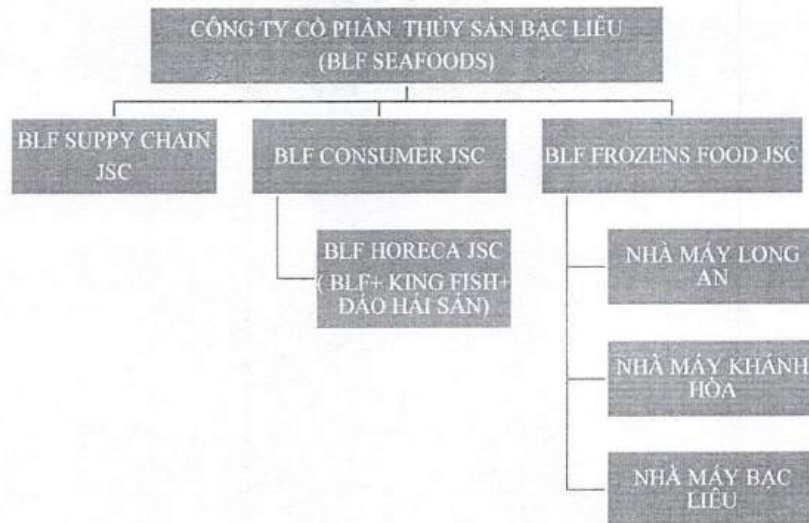 CÔNG TY CỔ PHẦN THỦY SẢN BẠC LIÊU
(BLF SEAFOODS)
BLF SUPPY CHAIN
JSC
BLF CONSUMER JSC
BLF HORECA JSC
( BLF+ KING FISH+
ĐẢO HẢI SẢN)
BLF FROZENS FOOD JSC
NHÀ MÁY LONG
AN
NHÀ MÁY KHÁNH
HÒA
NHÀ MÁY BẠC
LIÊU